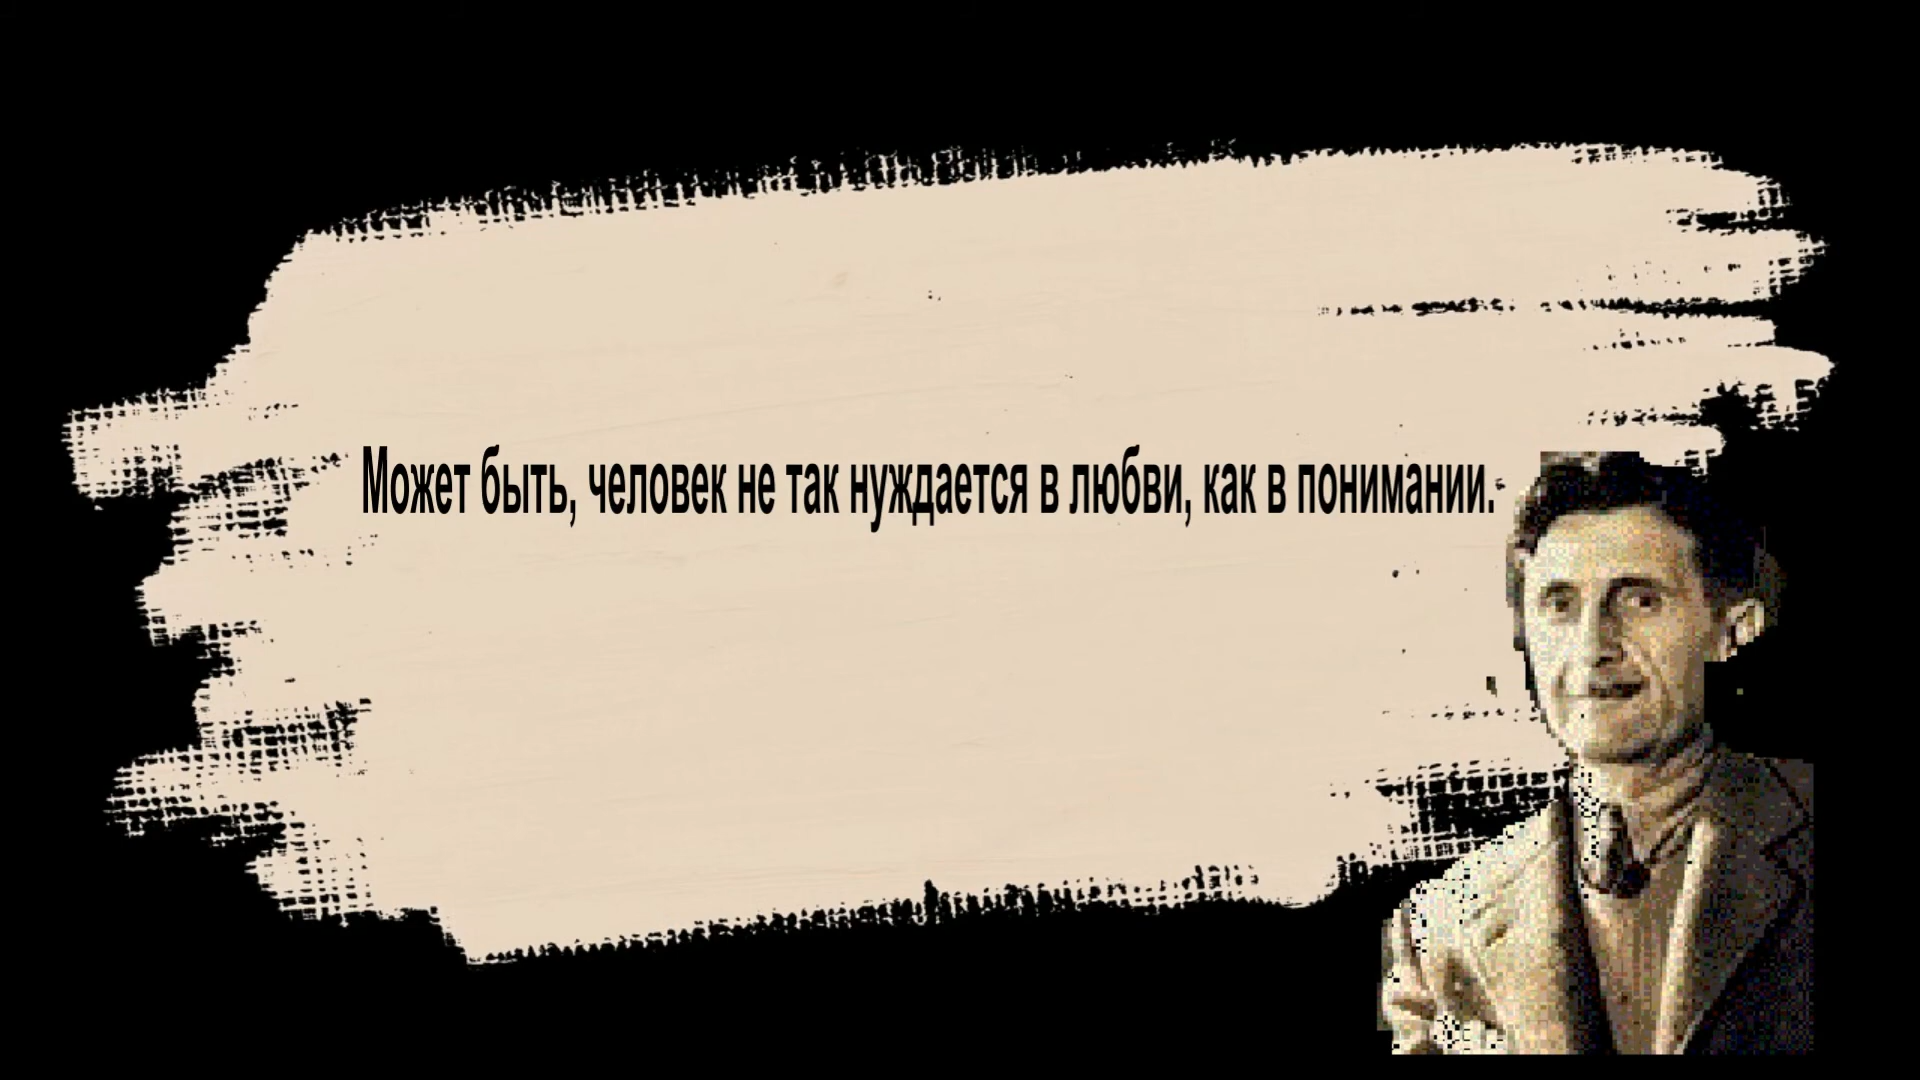 Может быть, человек не так нуждается в любви, как в понимании.